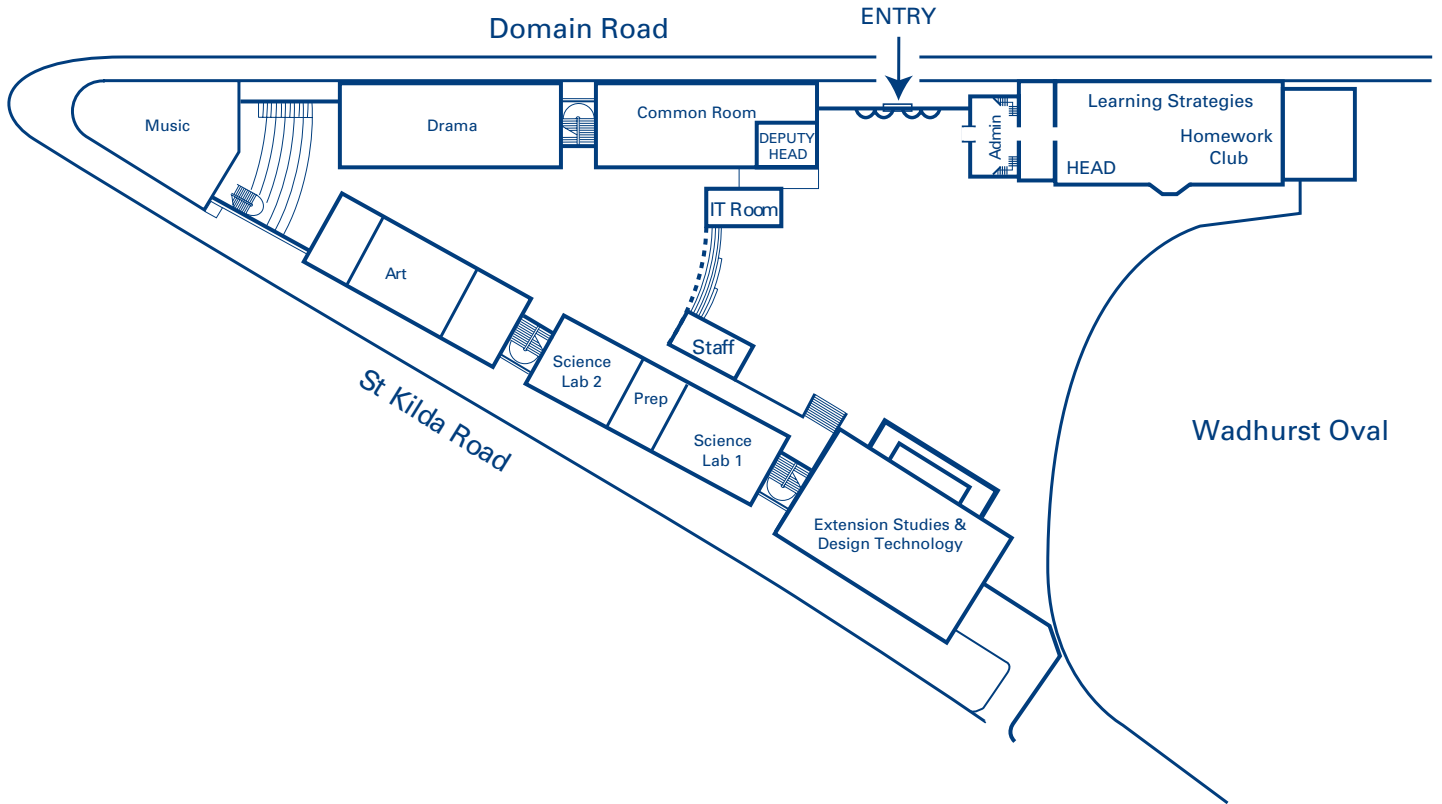 ENTRY
Domain Road
Music
Drama
Common Room
DEPUTY
HEAD
Admin
Learning Strategies
Homework
Club
HEAD
IT Room
Art
Staff
Science
Lab 2
Prep
Science
Lab 1
St Kilda Road
Wadhurst Oval
Extension Studies &
Design Technology